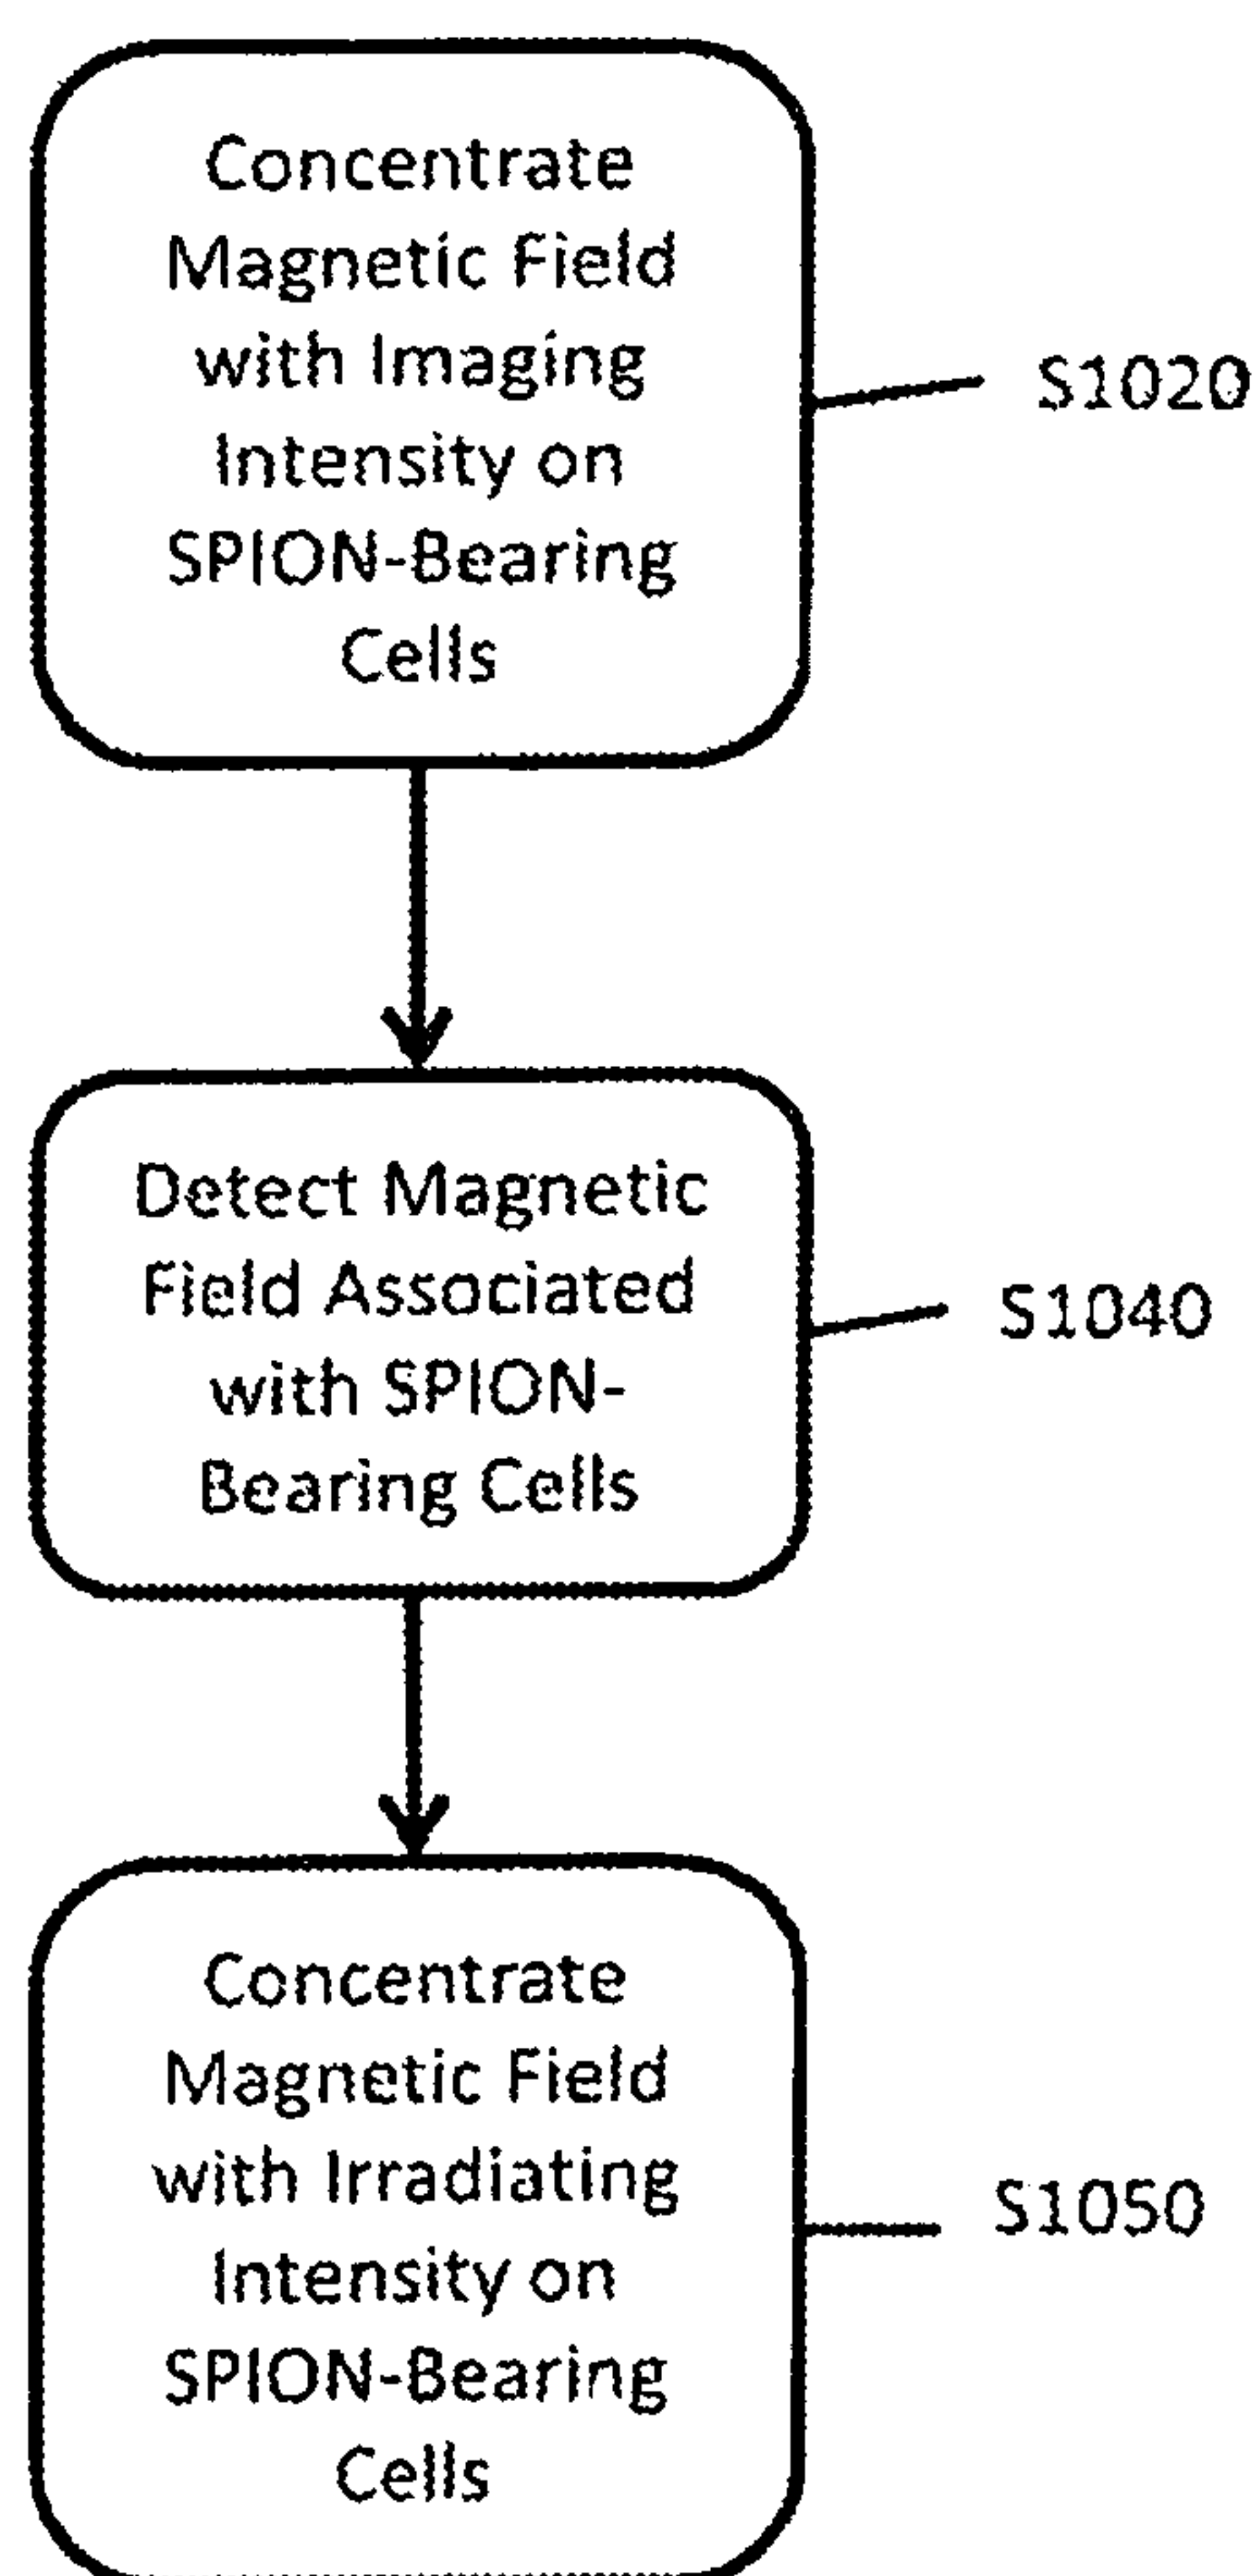 Concentrate
Magnetic Field
with Imaging
Intensity on
SPION-Bearing
Cells
S1020
Detect Magnetic
Field Associated
with SPION-
Bearing Cells
S1040
Concentrate
Magnetic Field
with Irradiating
Intensity on
SPION-Bearing
Cells
S1050